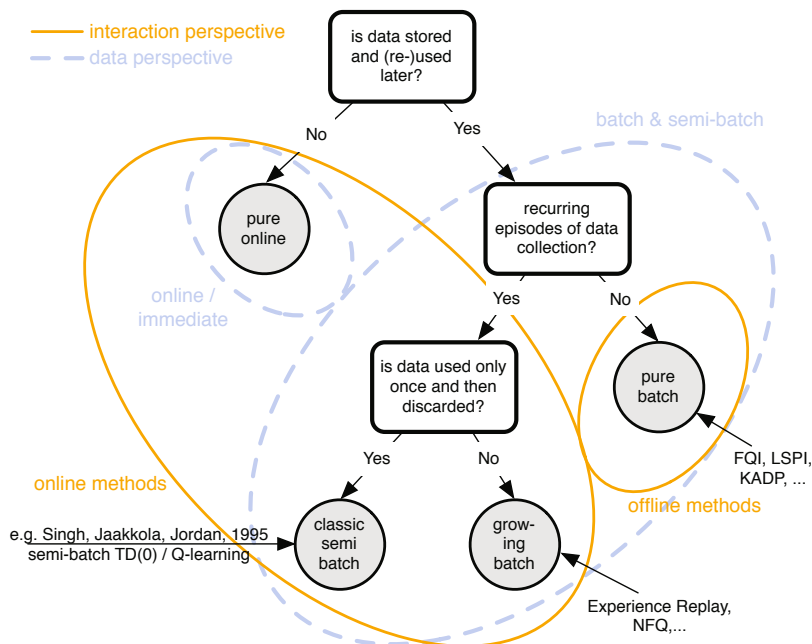 interaction perspective
data perspective
is data stored
and (re-)used
later?
No
Yes
batch & semi-batch
pure
online
recurring
episodes of data
collection?
online /
immediate
Yes
No
is data used only
once and then
discarded?
pure
batch
Yes
No
FQI, LSPI,
KADP, ...
online methods
offline methods
e.g. Singh, Jaakkola, Jordan, 1995
semi-batch TD(0) / Q-learning
classic
semi
batch
grow-
ing
batch
Experience Replay,
NFQ,...